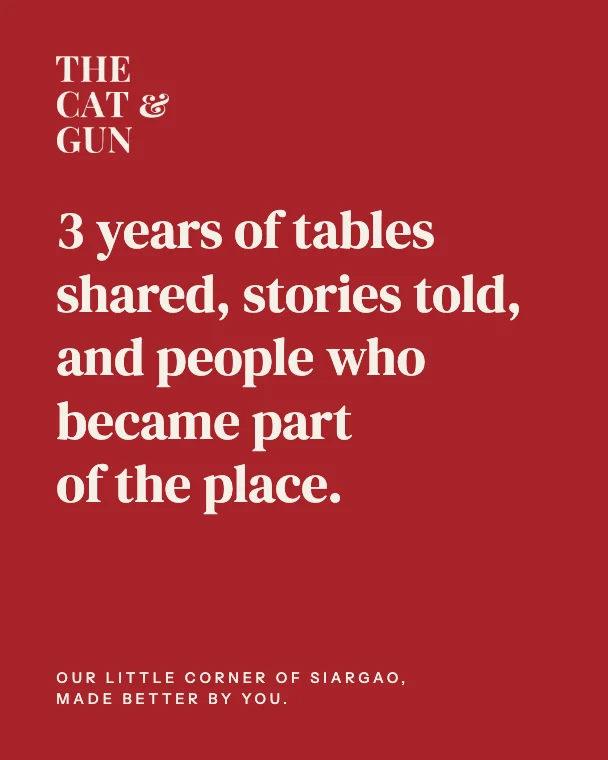 THE
CAT &
GUN
3 years of tables
shared, stories told,
and people who
became part
of the place.
OUR LITTLE CORNER OF SIARGAO,
MADE BETTER BY YOU.